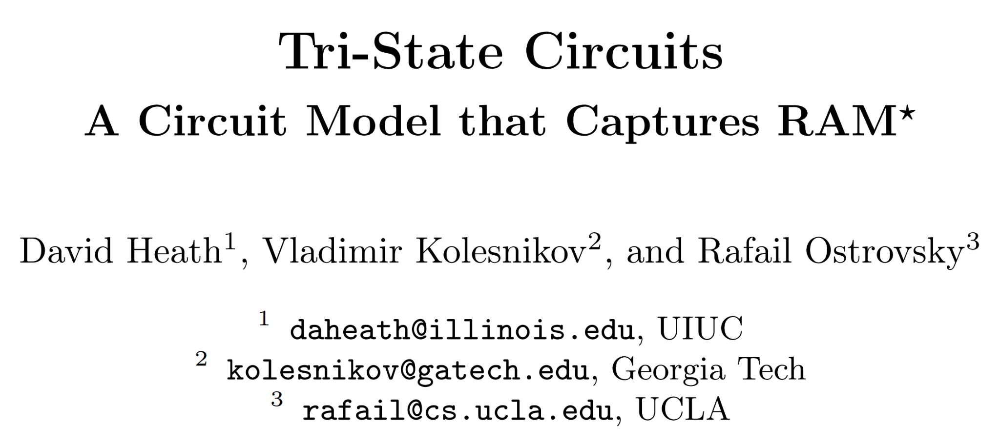 Tri-State Circuits
A Circuit Model that Captures RAM⋆
David Heath¹, Vladimir Kolesnikov², and Rafail Ostrovsky³
¹ daheath@illinois.edu, UIUC
² kolesnikov@gatech.edu, Georgia Tech
³ rafail@cs.ucla.edu, UCLA